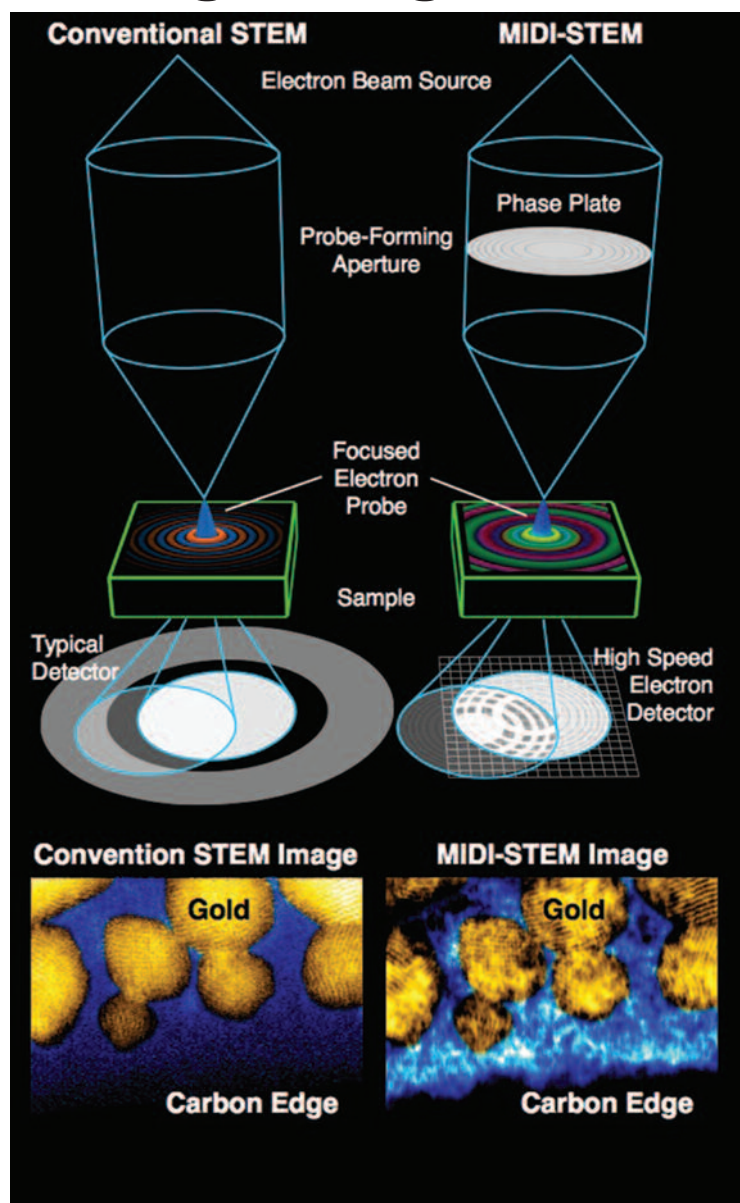 Conventional STEM
MIDI-STEM
Electron Beam Source
Phase Plate
Probe-Forming
Aperture
Focused
Electron
Probe
Sample
Typical
Detector
High Speed
Electron
Detector
Convention STEM Image
MIDI-STEM Image
Gold
Gold
Carbon Edge
Carbon Edge